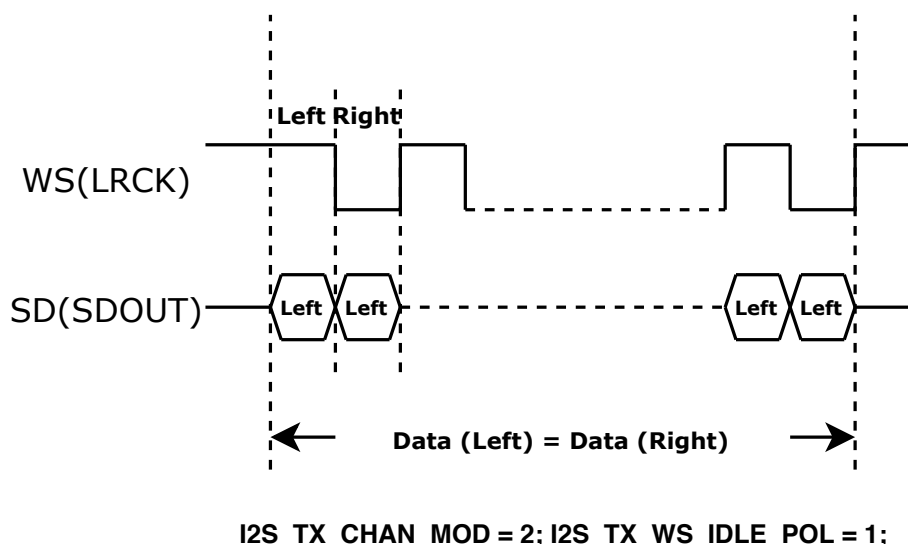 Left Right
WS(LRCK)
SD(SDOUT)
Left Left Left Left
Data (Left) = Data (Right)
I2S_TX_CHAN_MOD = 2; I2S_TX_WS_IDLE_POL = 1;